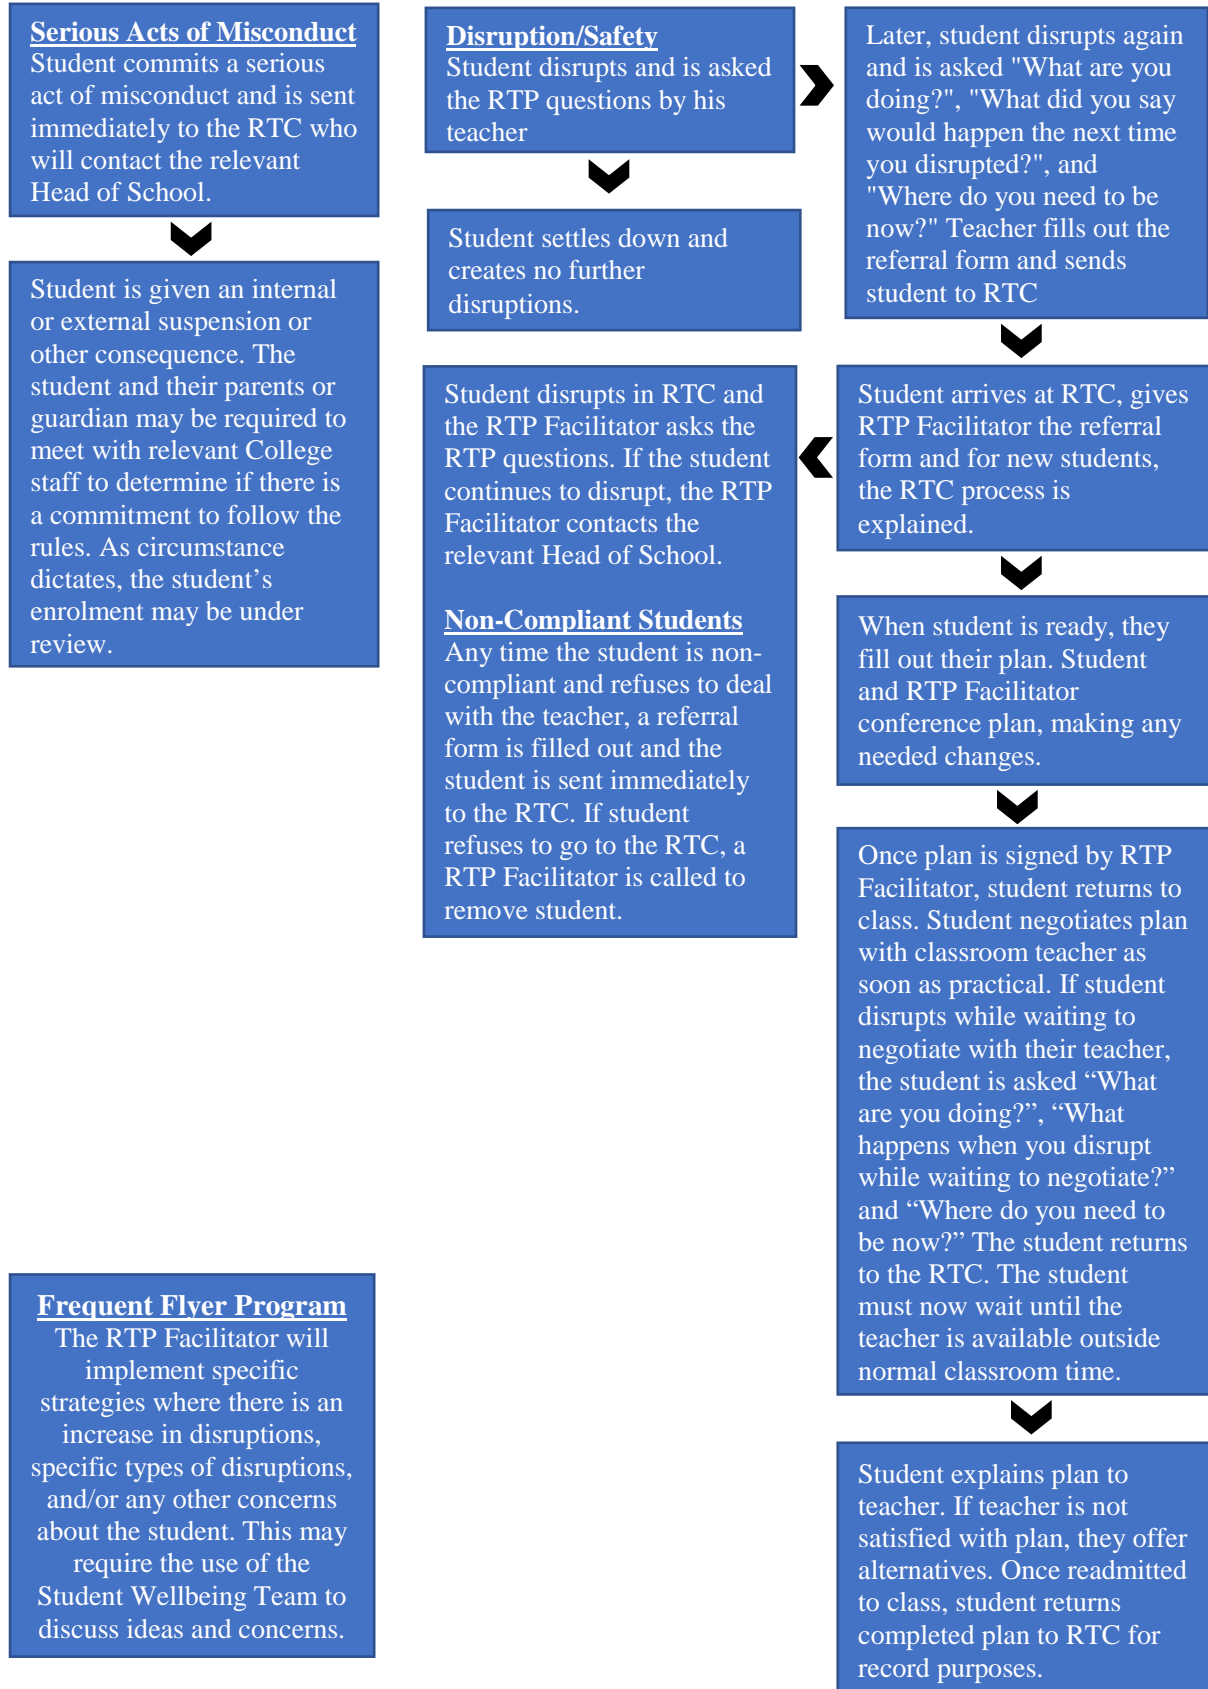 Serious Acts of Misconduct
Student commits a serious
act of misconduct and is sent
immediately to the RTC who
will contact the relevant
Head of School.
Student is given an internal
or external suspension or
other consequence. The
student and their parents or
guardian may be required to
meet with relevant College
staff to determine if there is
a commitment to follow the
rules. As circumstance
dictates, the student’s
enrolment may be under
review.
Disruption/Safety
Student disrupts and is asked
the RTP questions by his
teacher
Student settles down and
creates no further
disruptions.
Later, student disrupts again
and is asked "What are you
doing?", "What did you say
would happen the next time
you disrupted?", and
"Where do you need to be
now?" Teacher fills out the
referral form and sends
student to RTC
Student arrives at RTC, gives
RTP Facilitator the referral
form and for new students,
the RTC process is
explained.
Student disrupts in RTC and
the RTP Facilitator asks the
RTP questions. If the student
continues to disrupt, the RTP
Facilitator contacts the
relevant Head of School.
Non-Compliant Students
Any time the student is non-
compliant and refuses to deal
with the teacher, a referral
form is filled out and the
student is sent immediately
to the RTC. If student
refuses to go to the RTC, a
RTP Facilitator is called to
remove student.
When student is ready, they
fill out their plan. Student
and RTP Facilitator
conference plan, making any
needed changes.
Once plan is signed by RTP
Facilitator, student returns to
class. Student negotiates plan
with classroom teacher as
soon as practical. If student
disrupts while waiting to
negotiate with their teacher,
the student is asked “What
are you doing?”, “What
happens when you disrupt
while waiting to negotiate?”
and “Where do you need to
be now?” The student returns
to the RTC. The student
must now wait until the
teacher is available outside
normal classroom time.
Student explains plan to
teacher. If teacher is not
satisfied with plan, they offer
alternatives. Once readmitted
to class, student returns
completed plan to RTC for
record purposes.
Frequent Flyer Program
The RTP Facilitator will
implement specific
strategies where there is an
increase in disruptions,
specific types of disruptions,
and/or any other concerns
about the student. This may
require the use of the
Student Wellbeing Team to
discuss ideas and concerns.